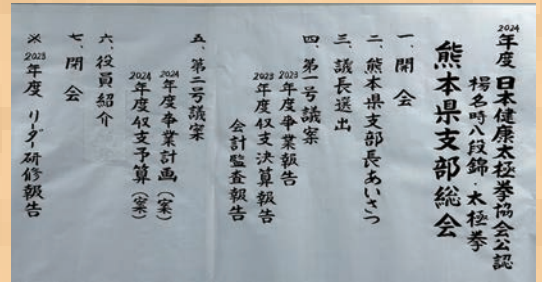 2024年度 日本健康太極拳協会公認
楊名時八段錦・太極拳
熊本県支部総会
一、開会
二、熊本県支部長あいさつ
三、議長選出
四、第一号議案
2023年度事業報告
2023年度収支決算報告
会計監査報告
五、第二号議案
2024年度事業計画(案)
2024年度収支予算(案)
六、役員紹介
七、閉会
※2023年度 リーダー研修報告